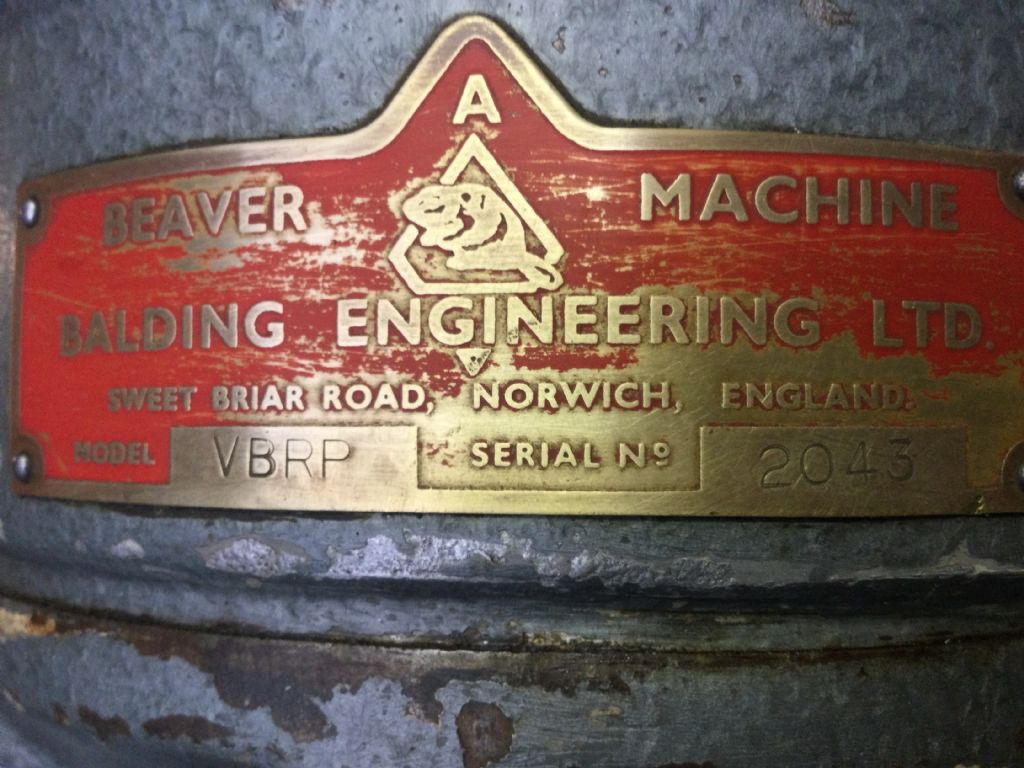 A
BEAVER MACHINE
BALDING ENGINEERING LTD.
SWEET BRIAR ROAD, NORWICH, ENGLAND.
MODEL VBRP SERIAL Nº 2043